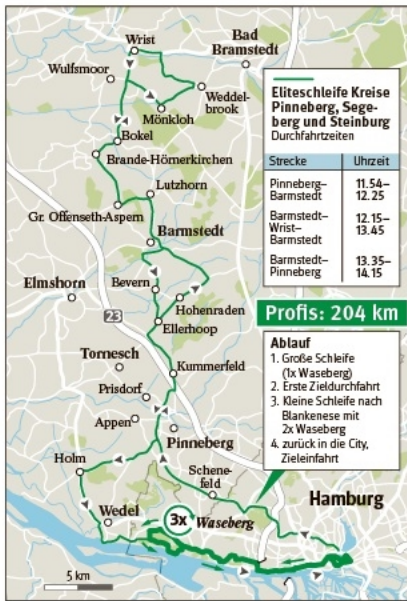 Wrist
Bad
Bramstedt
Wulfsmoor
Weddel-
brook
Mönkloh
Bokel
Brande-Hörnerkirchen
Lutzhorn
Gr. Offenseth-Aspern
Barmstedt
Elmshorn
Bevern
Hohenraden
23
Ellerhoop
Tornesch
Kummerfeld
Prisdorf
Appen
Pinneberg
Holm
Schene-
feld
Hamburg
Wedel
3x
Waseberg
5 km
Eliteschleife Kreise
Pinneberg, Sege-
berg und Steinburg
Durchfahrtzeiten
Strecke Uhrzeit
Pinneberg– 11.54–
Barmstedt 12.25
Barmstedt– 12.15–
Wrist– 13.45
Barmstedt
Barmstedt– 13.35–
Pinneberg 14.15
Profis: 204 km
Ablauf
1. Große Schleife
(1x Waseberg)
2. Erste Zieldurchfahrt
3. Kleine Schleife nach
Blankenese mit
2x Waseberg
4. zurück in die City,
Zieleinfahrt